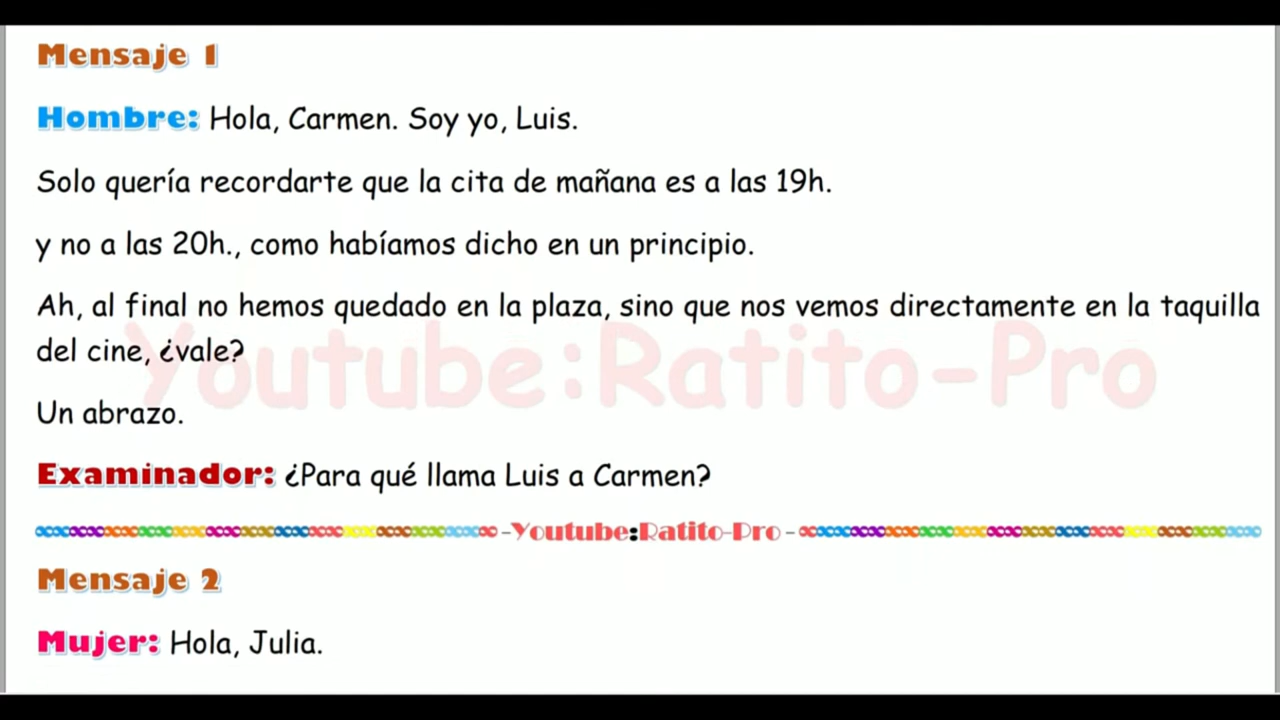 Mensaje 1
Hombre: Hola, Carmen. Soy yo, Luis.
Solo quería recordarte que la cita de mañana es a las 19h.
y no a las 20h., como habíamos dicho en un principio.
Ah, al final no hemos quedado en la plaza, sino que nos vemos directamente en la taquilla
del cine, ¿vale?
Youtube:Ratito-Pro
Un abrazo.
Examinador: ¿Para qué llama Luis a Carmen?
-Youtube:Ratito-Pro-
Mensaje 2
Mujer: Hola, Julia.